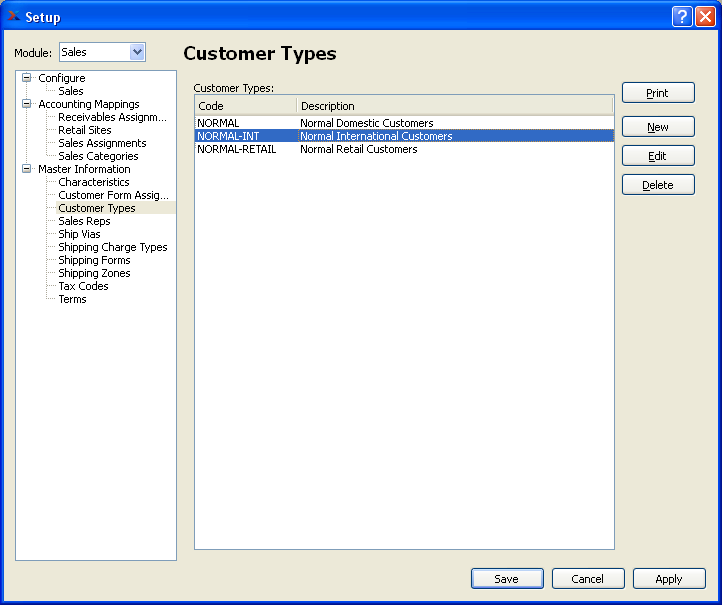 Setup
Module: Sales
Customer Types
Configure
Sales
Accounting Mappings
Receivables Assignm...
Retail Sites
Sales Assignments
Sales Categories
Master Information
Characteristics
Customer Form Assig...
Customer Types
Sales Reps
Ship Vias
Shipping Charge Types
Shipping Forms
Shipping Zones
Tax Codes
Terms
Customer Types:
Code Description
NORMAL Normal Domestic Customers
NORMAL-INT Normal International Customers
NORMAL-RETAIL Normal Retail Customers
Print
New
Edit
Delete
Save Cancel Apply